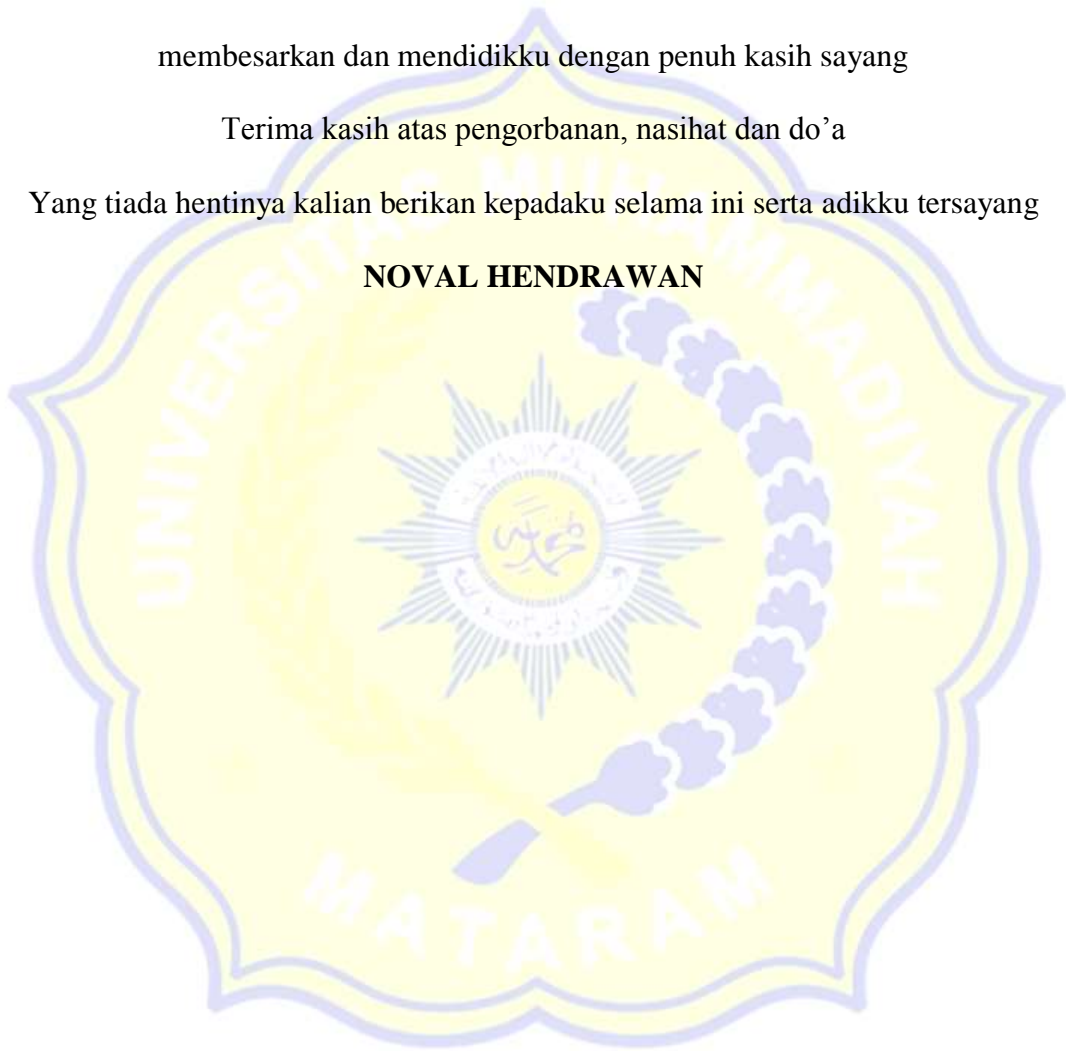 membesarkan dan mendidikku dengan penuh kasih sayang
Terima kasih atas pengorbanan, nasihat dan do’a
Yang tiada hentinya kalian berikan kepadaku selama ini serta adikku tersayang
NOVAL HENDRAWAN
UNIVERSITAS MUHAMMADIYAH
MATARAM